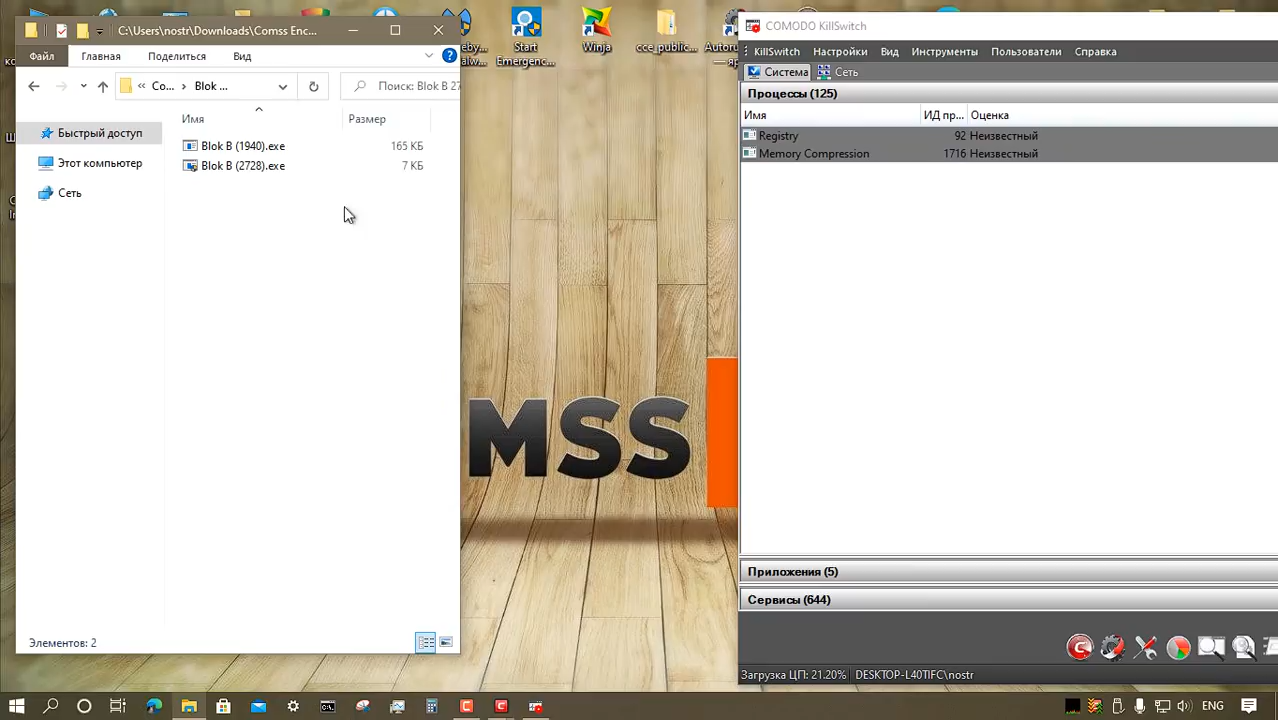 C:\Users\nostr\Downloads\Comss Enc...
Файл Главная Поделиться Вид
Co... Blok ...
Поиск: Blok B 27
Имя Размер
Быстрый доступ
Этот компьютер
Сеть
Blok B (1940).exe 165 КБ
Blok B (2728).exe 7 КБ
Элементов: 2
Start
Emergenc...
Winja
cce_public...
Autoru
MSS
COMODO KillSwitch
KillSwitch Настройки Вид Инструменты Пользователи Справка
Система Сеть
Процессы (125)
Имя ИД пр... Оценка
Registry 92 Неизвестный
Memory Compression 1716 Неизвестный
Приложения (5)
Сервисы (644)
Загрузка ЦП: 21.20% DESKTOP-L40TIFC\nostr
ENG